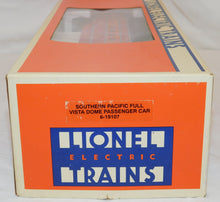 SOUTHERN PACIFIC FULL
VISTA DOME PASSENGER CAR
6-19107
LIONEL
ELECTRIC
TRAINS